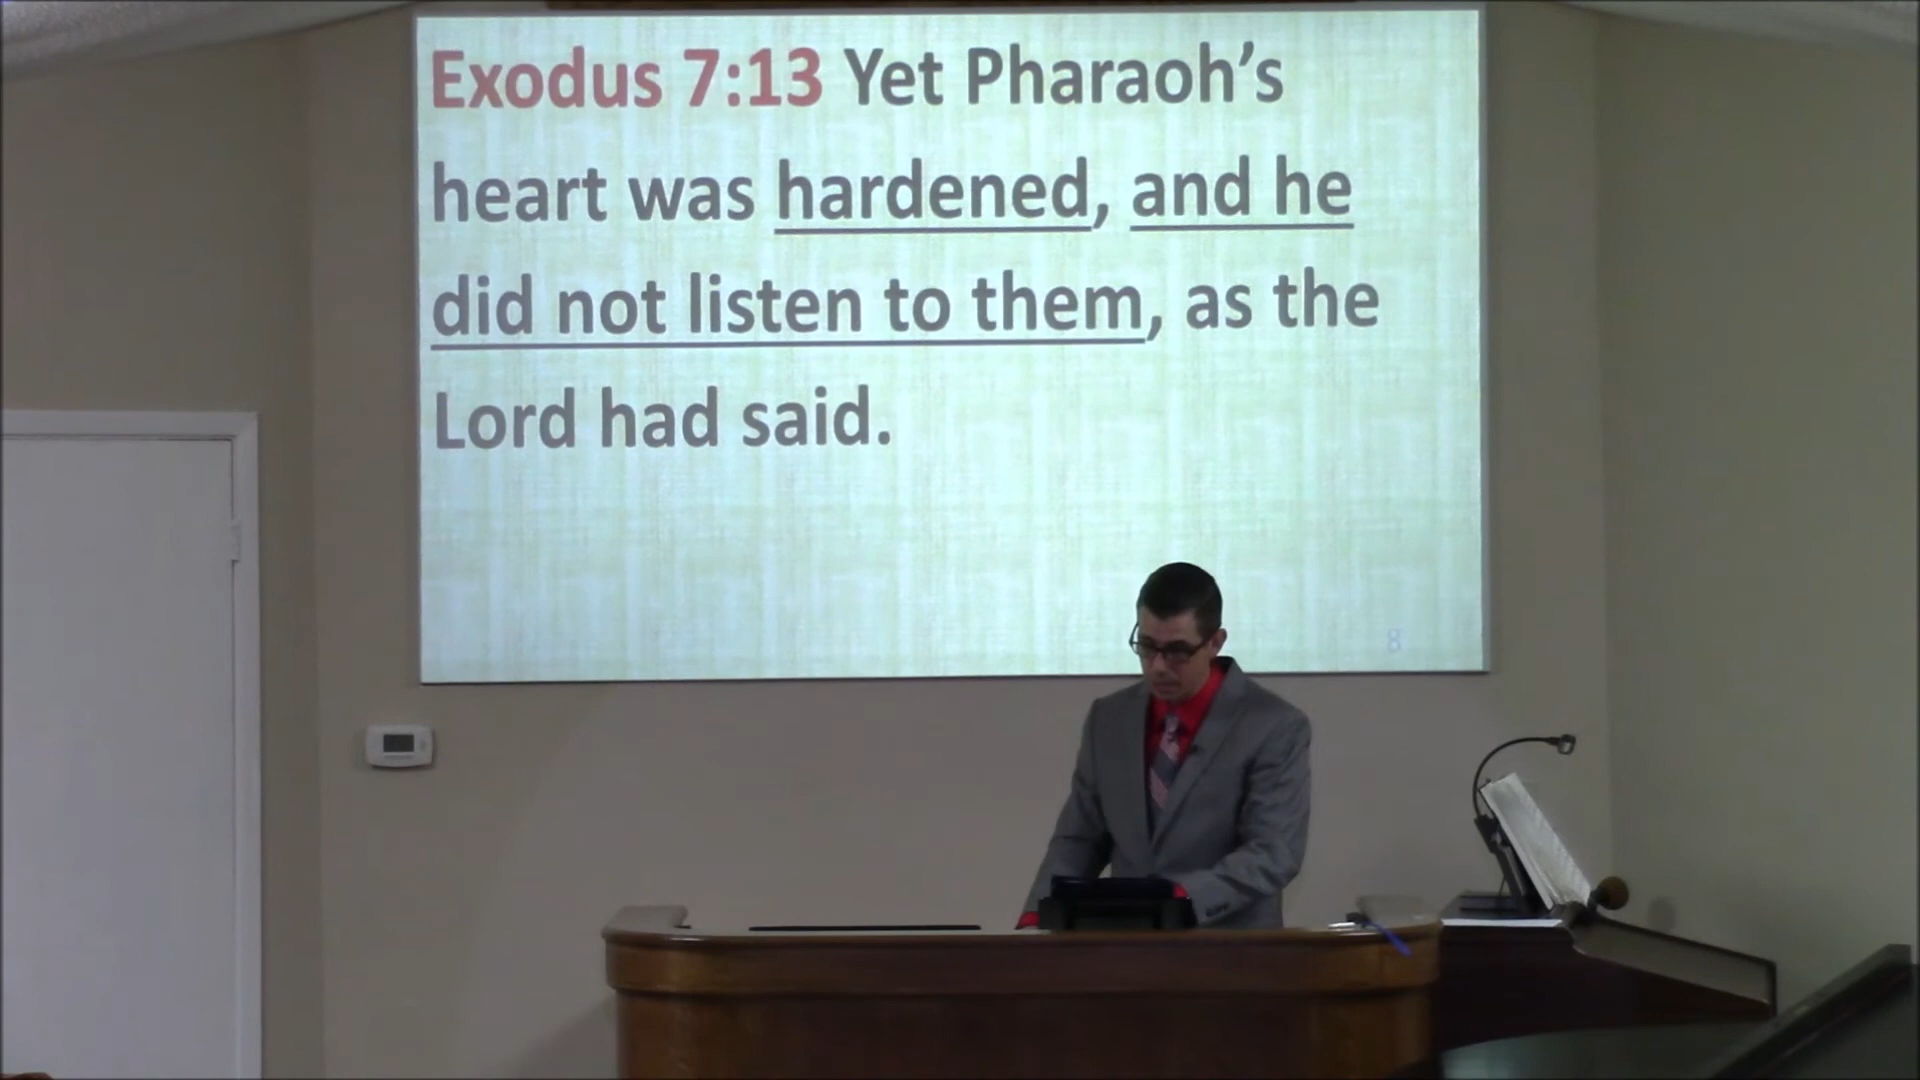 Exodus 7:13 Yet Pharaoh’s
heart was hardened, and he
did not listen to them, as the
Lord had said.
8